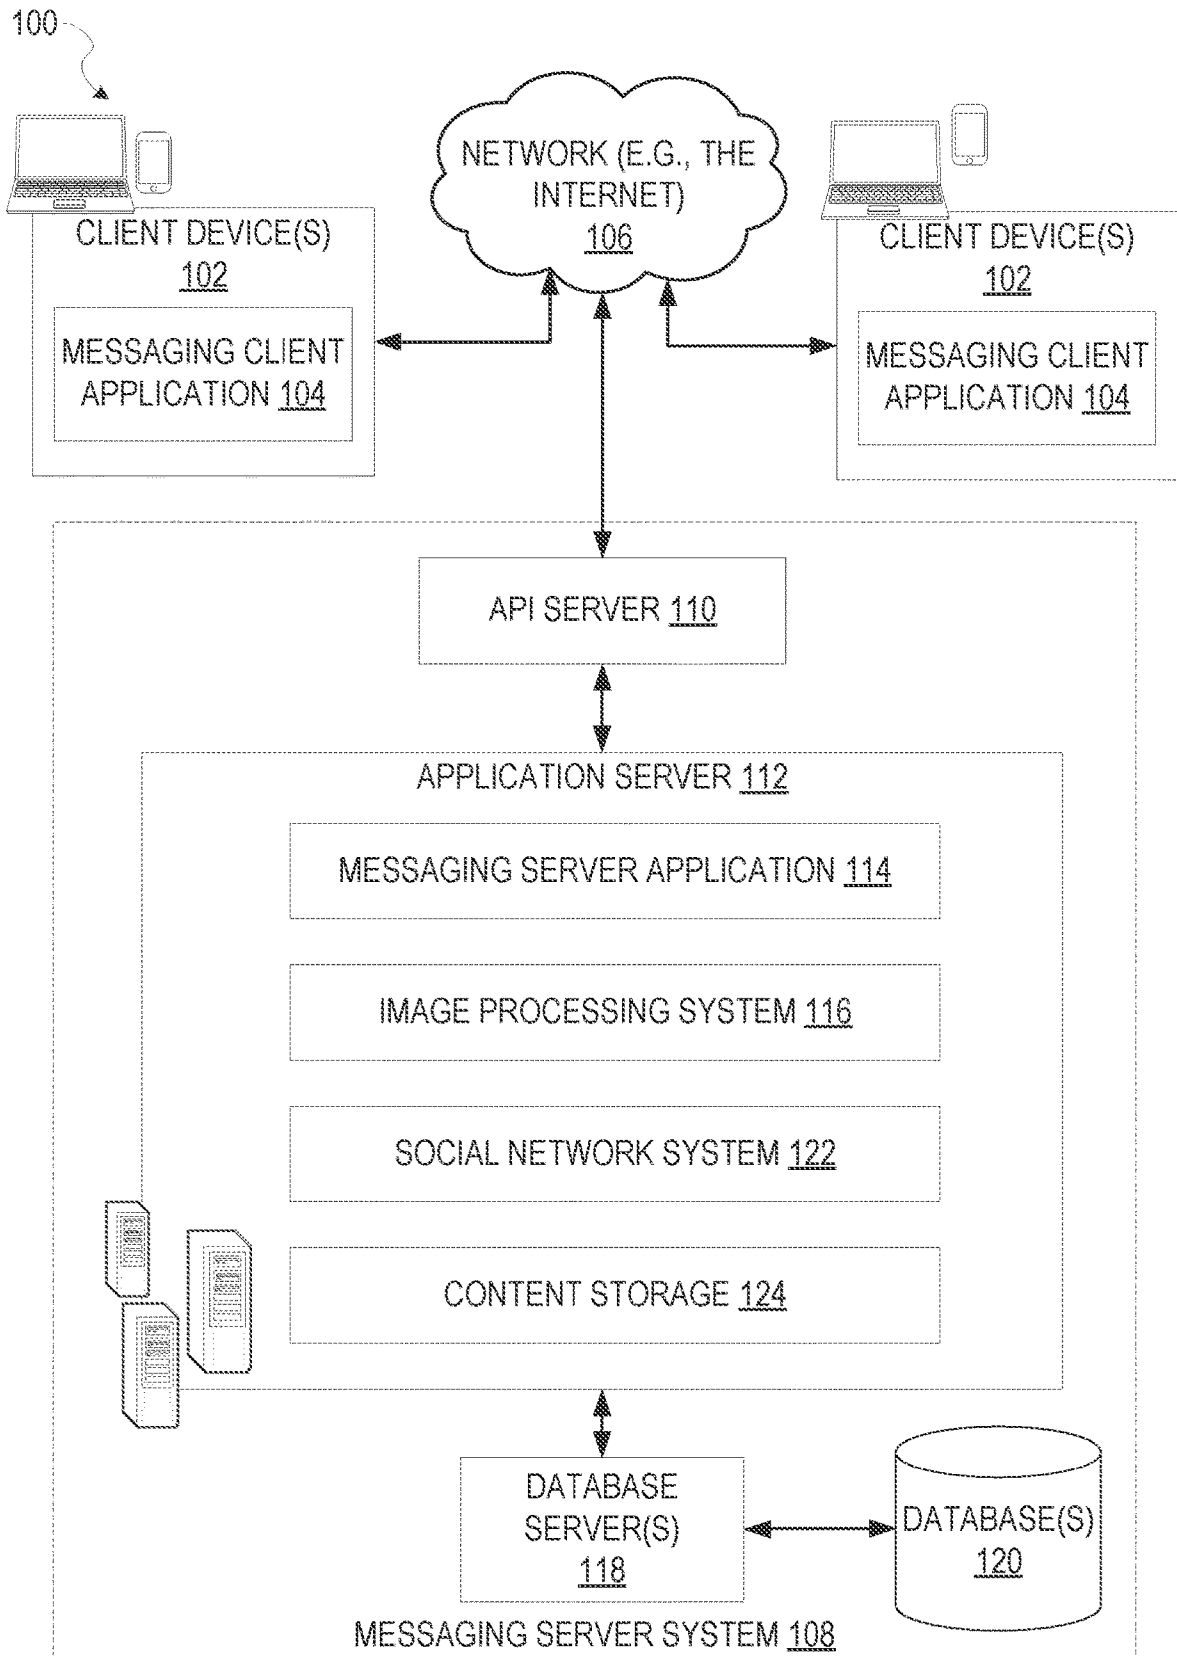 100
NETWORK (E.G., THE
INTERNET)
106
CLIENT DEVICE(S)
102
MESSAGING CLIENT
APPLICATION 104
CLIENT DEVICE(S)
102
MESSAGING CLIENT
APPLICATION 104
API SERVER 110
APPLICATION SERVER 112
MESSAGING SERVER APPLICATION 114
IMAGE PROCESSING SYSTEM 116
SOCIAL NETWORK SYSTEM 122
CONTENT STORAGE 124
DATABASE
SERVER(S)
118
DATABASE(S)
120
MESSAGING SERVER SYSTEM 108